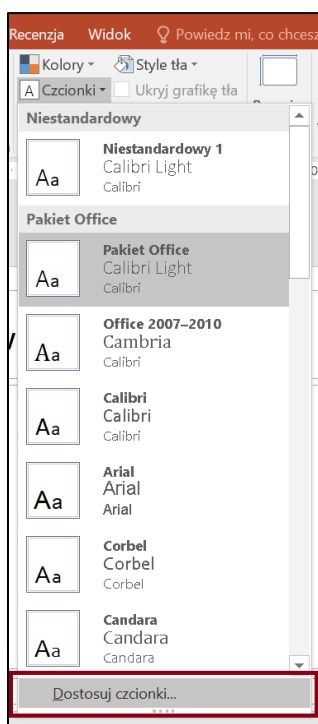 Recenzja Widok Powiedz mi, co chcesz
Kolory Style tła
A Czcionki Ukryj grafikę tła
Niestandardowy
Aa
Niestandardowy 1
Calibri Light
Calibri
Pakiet Office
Aa
Pakiet Office
Calibri Light
Calibri
Aa
Office 2007–2010
Cambria
Calibri
Aa
Calibri
Calibri
Calibri
Aa
Arial
Arial
Arial
Aa
Corbel
Corbel
Corbel
Aa
Candara
Candara
Candara
Dostosuj czcionki...